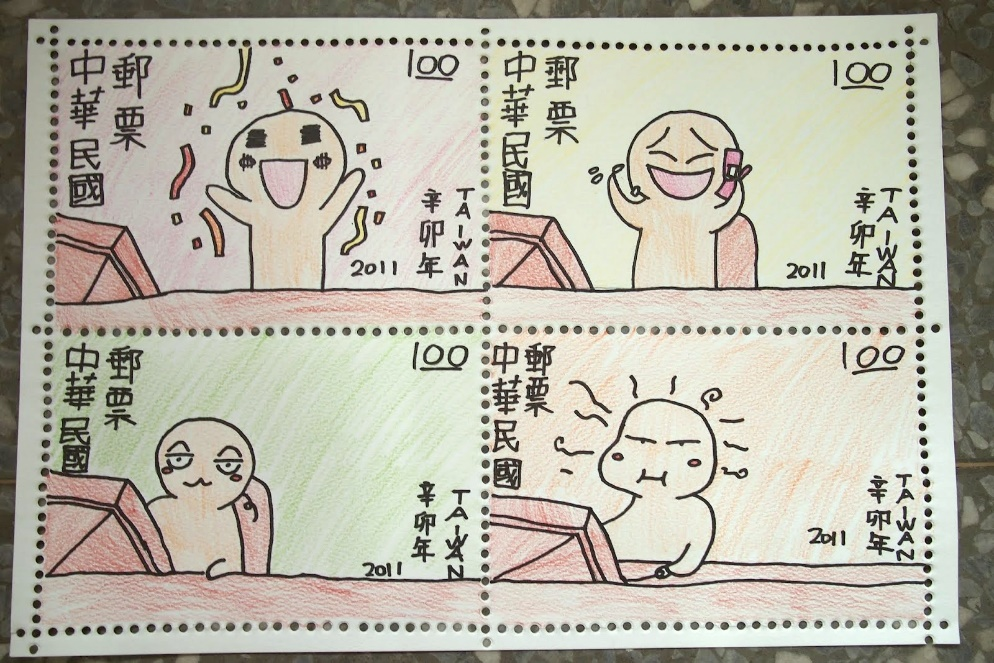 中華民國
郵票
100
TAIWAN
辛卯年
2011
中華民國
郵票
100
TAIWAN
辛卯年
2011
中華民國
郵票
100
TAIWAN
辛卯年
2011
中華民國
郵票
100
TAIWAN
辛卯年
2011